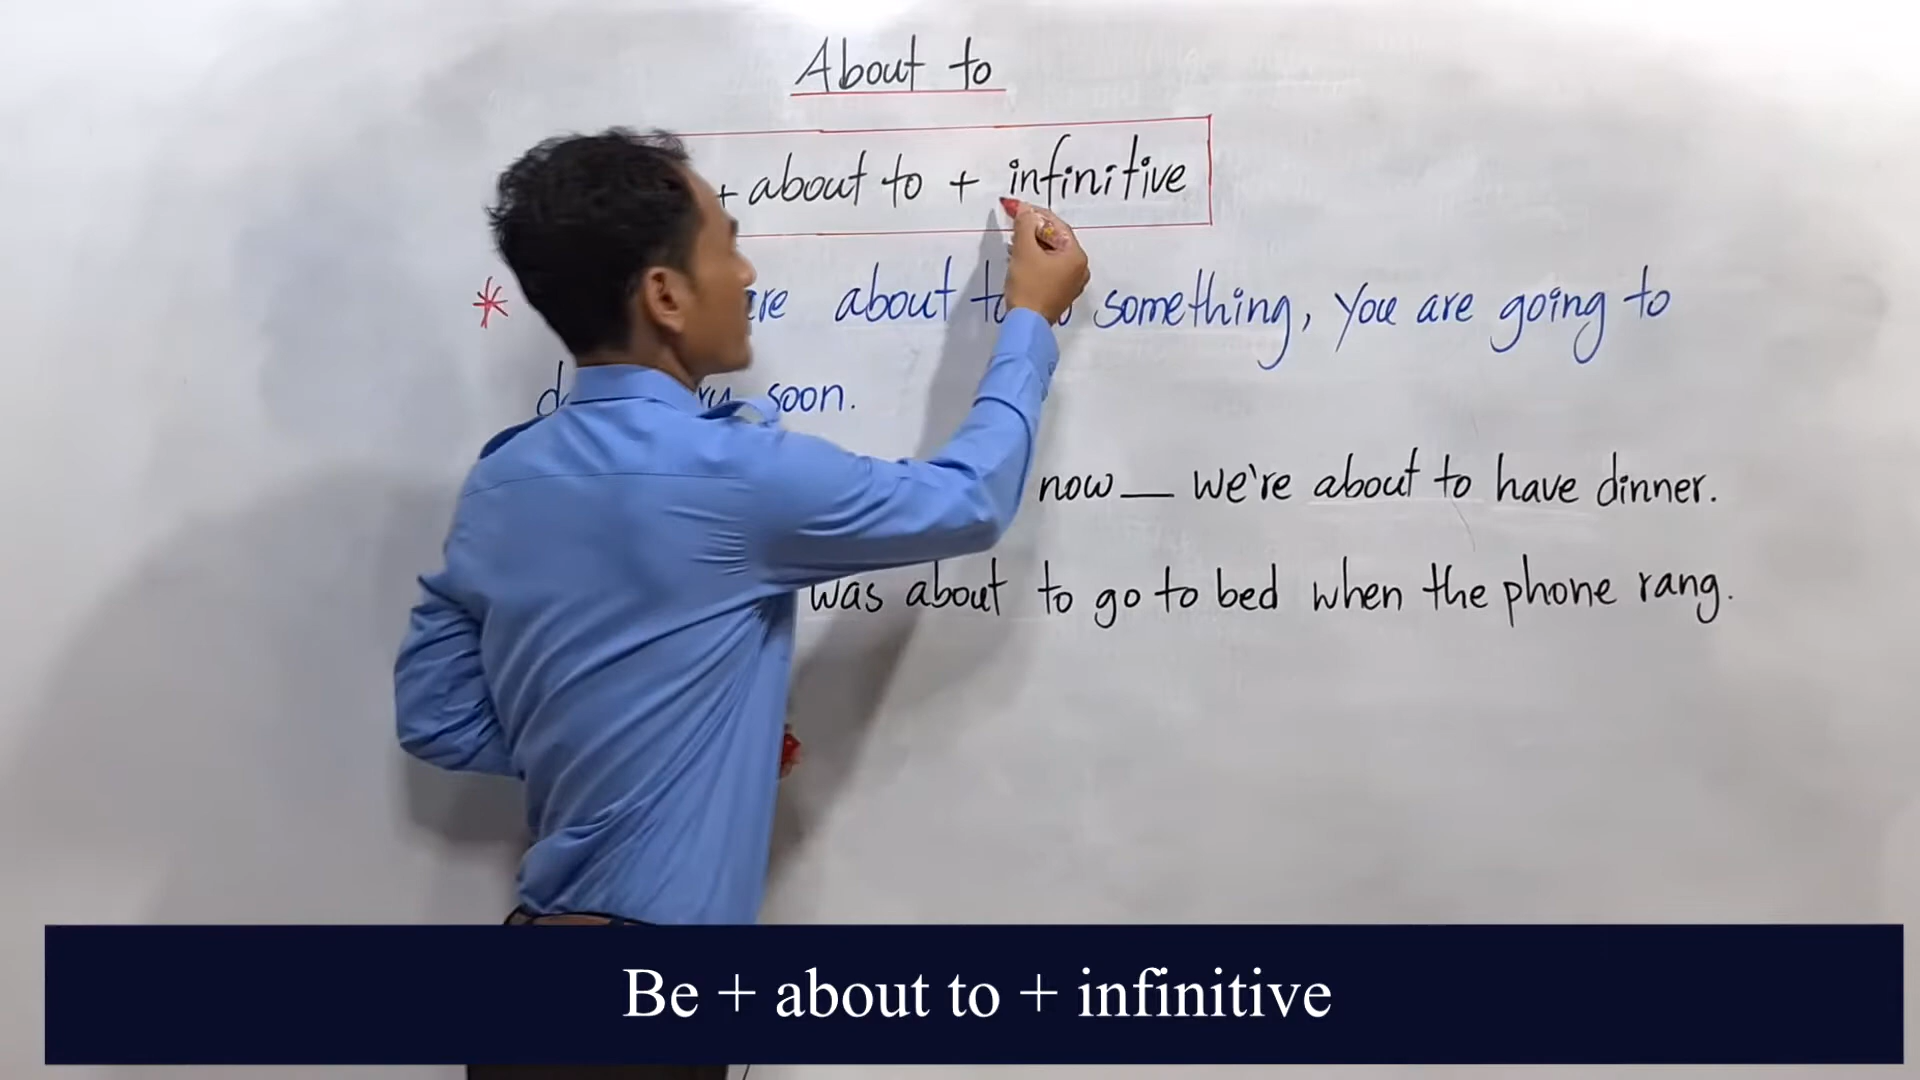 About to
+ about to + infinitive
* are about to something, you are going to
soon.
now — we're about to have dinner.
was about to go to bed when the phone rang.
Be + about to + infinitive